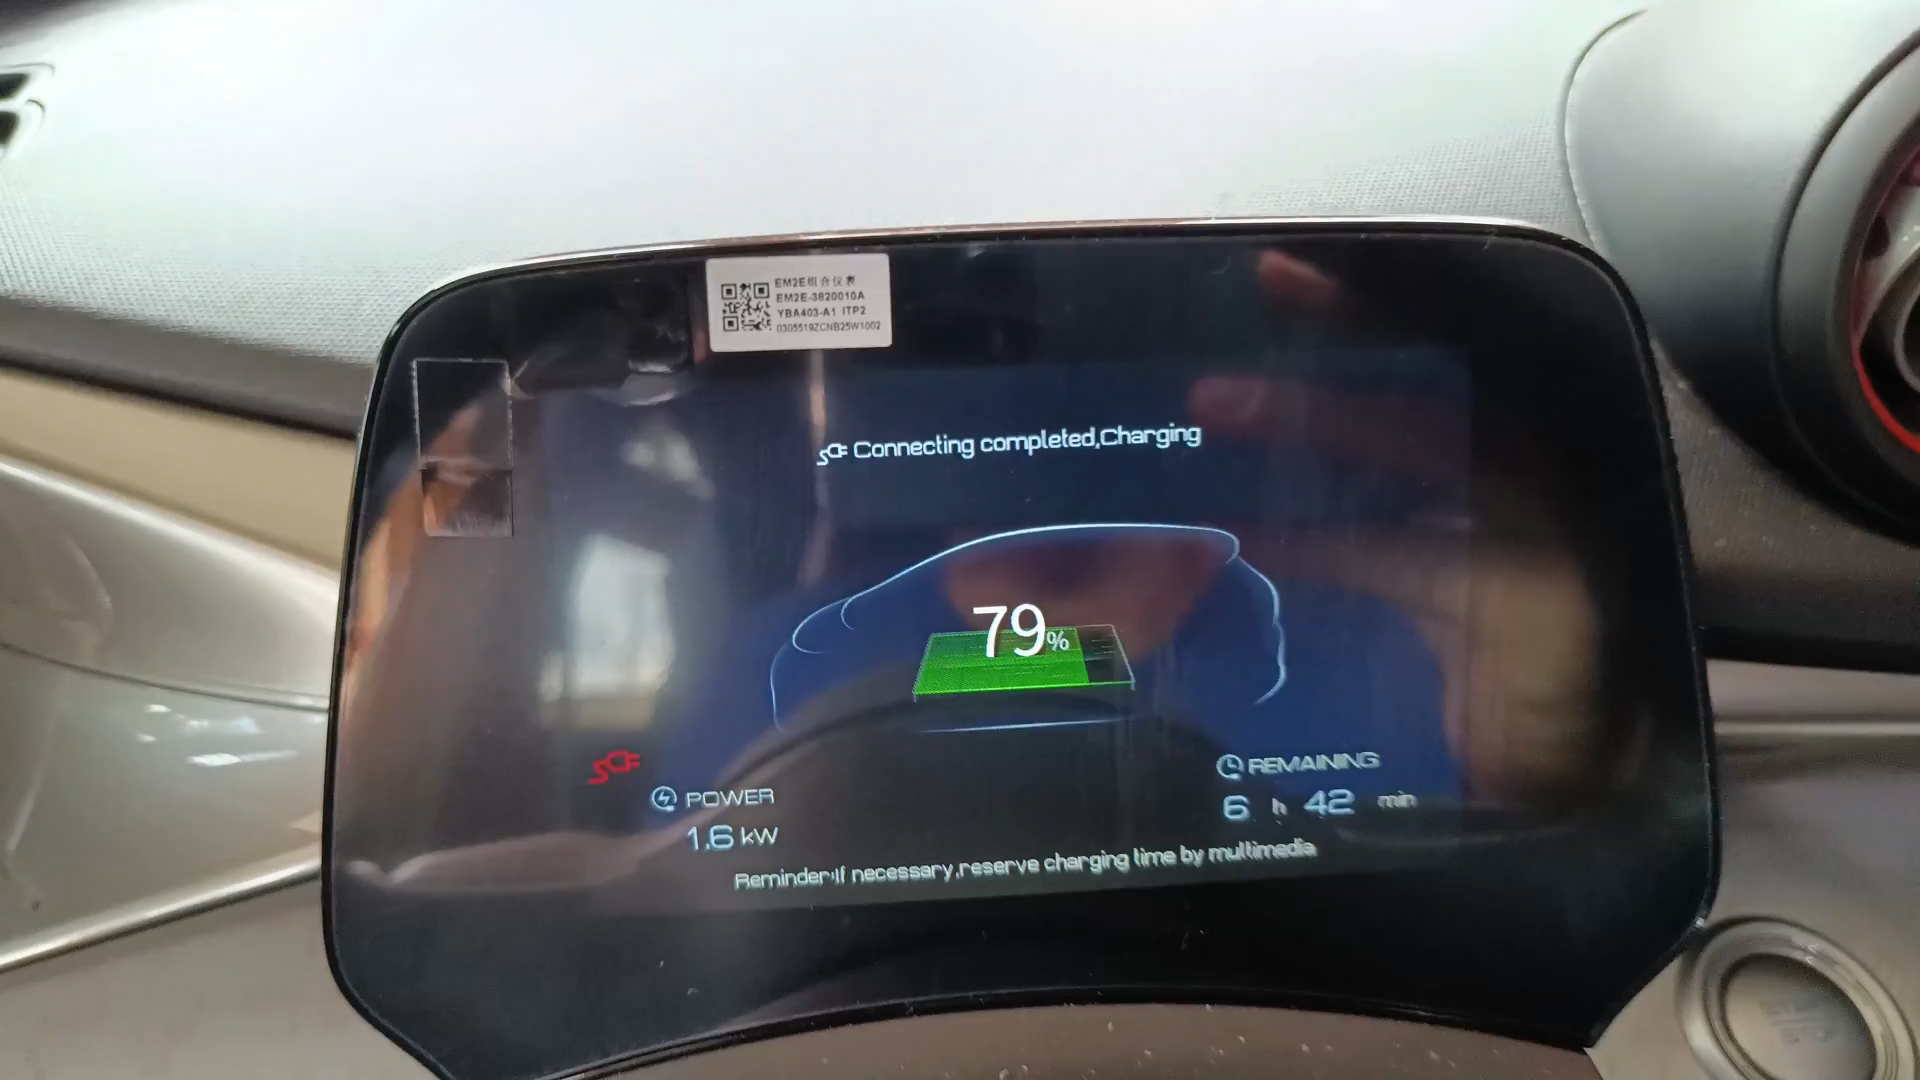 EM2E组合仪表
EM2E-3820010A
YBA403-A1 ITP2
0305519ZCNB25W1002
Connecting completed,Charging
79%
POWER
1.6 kW
REMAINING
6 h 42 min
Reminder:If necessary,reserve charging time by multimedia